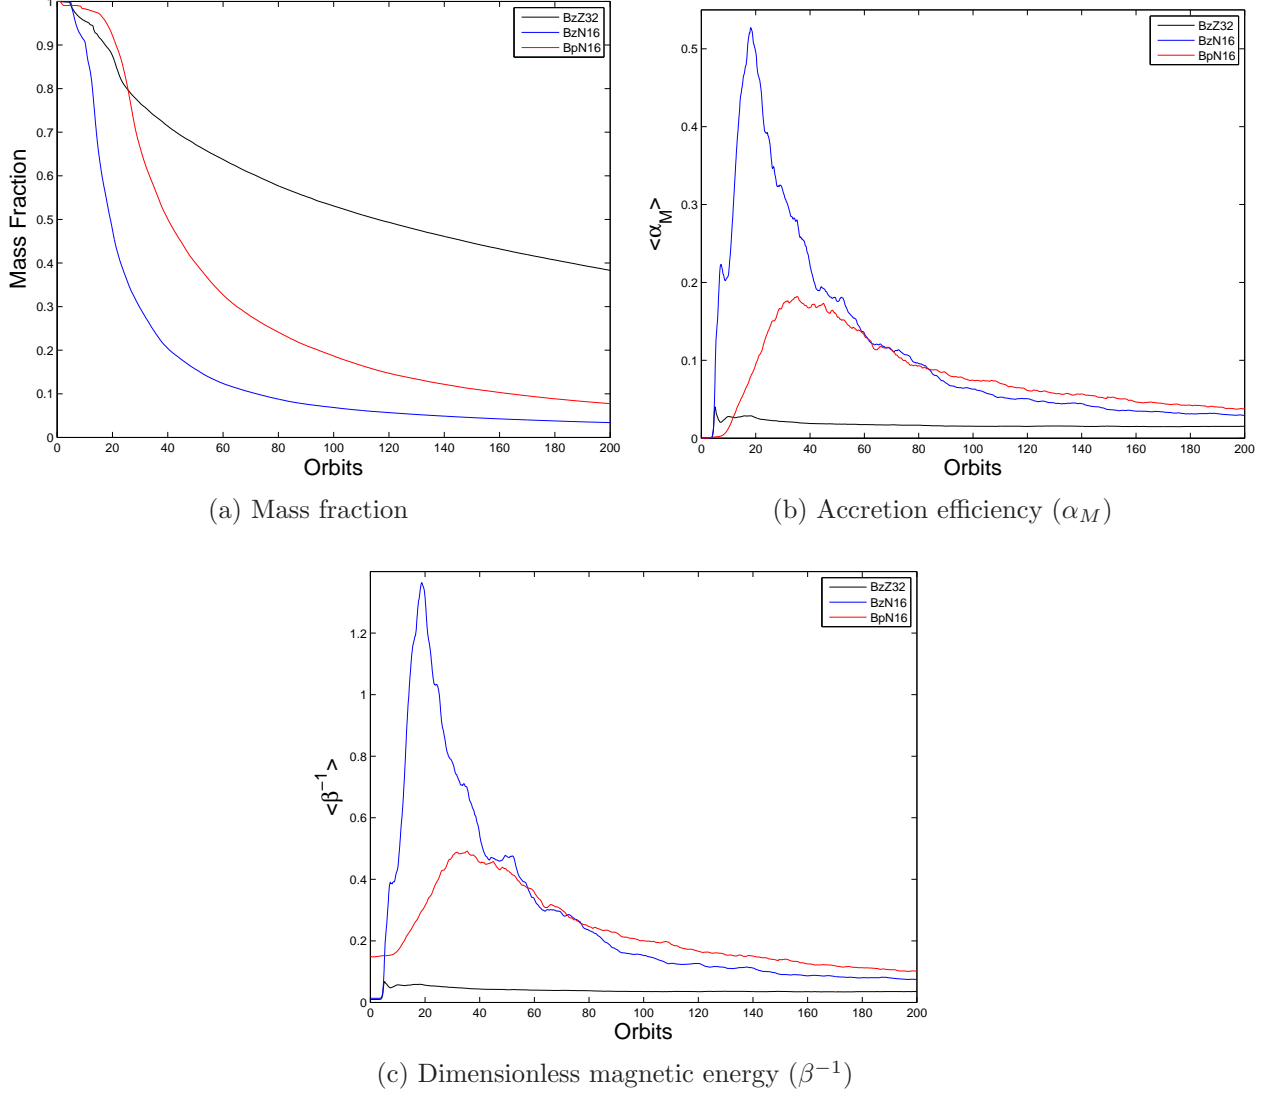 1
0.9
0.8
0.7
0.6
0.5
0.4
0.3
0.2
0.1
0
Mass Fraction
0 20 40 60 80 100 120 140 160 180 200
Orbits
BzZ32
BzN16
BpN16
(a) Mass fraction
0.5
0.4
0.3
0.2
0.1
0
<α_M>
0 20 40 60 80 100 120 140 160 180 200
Orbits
BzZ32
BzN16
BpN16
(b) Accretion efficiency (α_M)
1.2
1
0.8
0.6
0.4
0.2
0
<β⁻¹>
0 20 40 60 80 100 120 140 160 180 200
Orbits
BzZ32
BzN16
BpN16
(c) Dimensionless magnetic energy (β⁻¹)